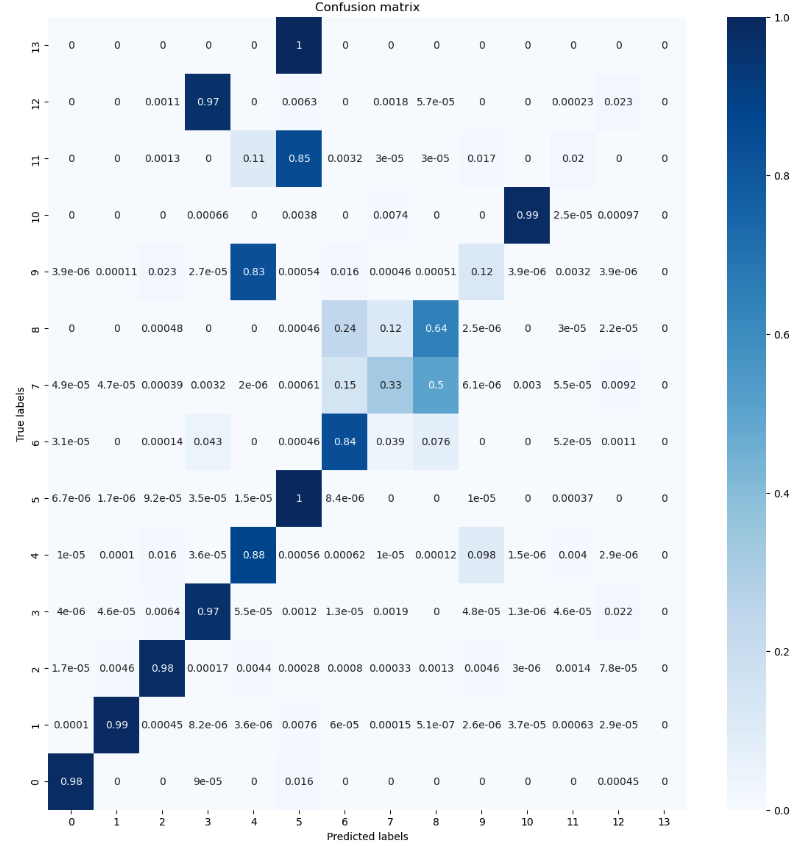 Confusion matrix
13 0 0 0 0 0 1 0 0 0 0 0 0 0 0
12 0 0 0.0011 0.97 0 0.0063 0 0.0018 5.7e-05 0 0 0.00023 0.023 0
11 0 0 0.0013 0 0.11 0.85 0.0032 3e-05 3e-05 0.017 0 0.02 0 0
10 0 0 0 0.00066 0 0.0038 0 0.0074 0 0 0.99 2.5e-05 0.00097 0
9 3.9e-06 0.00011 0.023 2.7e-05 0.83 0.00054 0.016 0.00046 0.00051 0.12 3.9e-06 0.0032 3.9e-06 0
8 0 0 0.00048 0 0 0.00046 0.24 0.12 0.64 2.5e-06 0 3e-05 2.2e-05 0
7 4.9e-05 4.7e-05 0.00039 0.0032 2e-06 0.00061 0.15 0.33 0.5 6.1e-06 0.003 5.5e-05 0.0092 0
6 3.1e-05 0 0.00014 0.043 0 0.00046 0.84 0.039 0.076 0 0 5.2e-05 0.0011 0
5 6.7e-06 1.7e-06 9.2e-05 3.5e-05 1.5e-05 1 8.4e-06 0 0 1e-05 0 0.00037 0 0
4 1e-05 0.0001 0.016 3.6e-05 0.88 0.00056 0.00062 1e-05 0.00012 0.098 1.5e-06 0.004 2.9e-06 0
3 4e-06 4.6e-05 0.0064 0.97 5.5e-05 0.0012 1.3e-05 0.0019 0 4.8e-05 1.3e-06 4.6e-05 0.022 0
2 1.7e-05 0.0046 0.98 0.00017 0.0044 0.00028 0.0008 0.00033 0.0013 0.0046 3e-06 0.0014 7.8e-05 0
1 0.0001 0.99 0.00045 8.2e-06 3.6e-06 0.0076 6e-05 0.00015 5.1e-07 2.6e-06 3.7e-05 0.00063 2.9e-05 0
0 0.98 0 0 9e-05 0 0.016 0 0 0 0 0 0 0.00045 0
0 1 2 3 4 5 6 7 8 9 10 11 12 13
Predicted labels
True labels
1.0
0.8
0.6
0.4
0.2
0.0